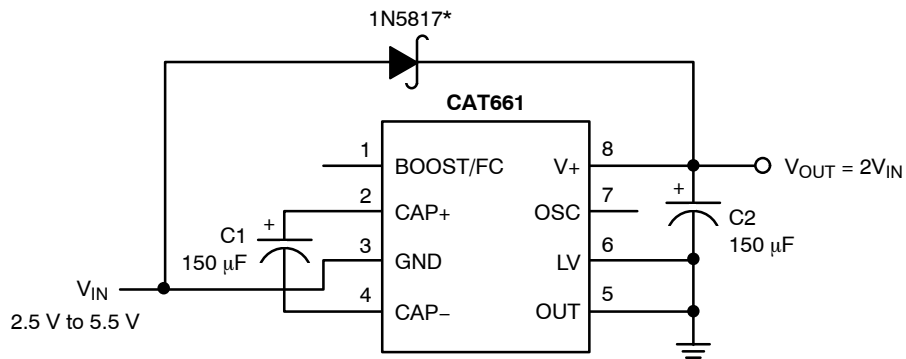 1N5817*
CAT661
1
BOOST/FC
V+
8
VOUT = 2VIN
2
CAP+
OSC
7
+
C1
150 μF
+
C2
150 μF
3
GND
LV
6
VIN
2.5 V to 5.5 V
4
CAP−
OUT
5